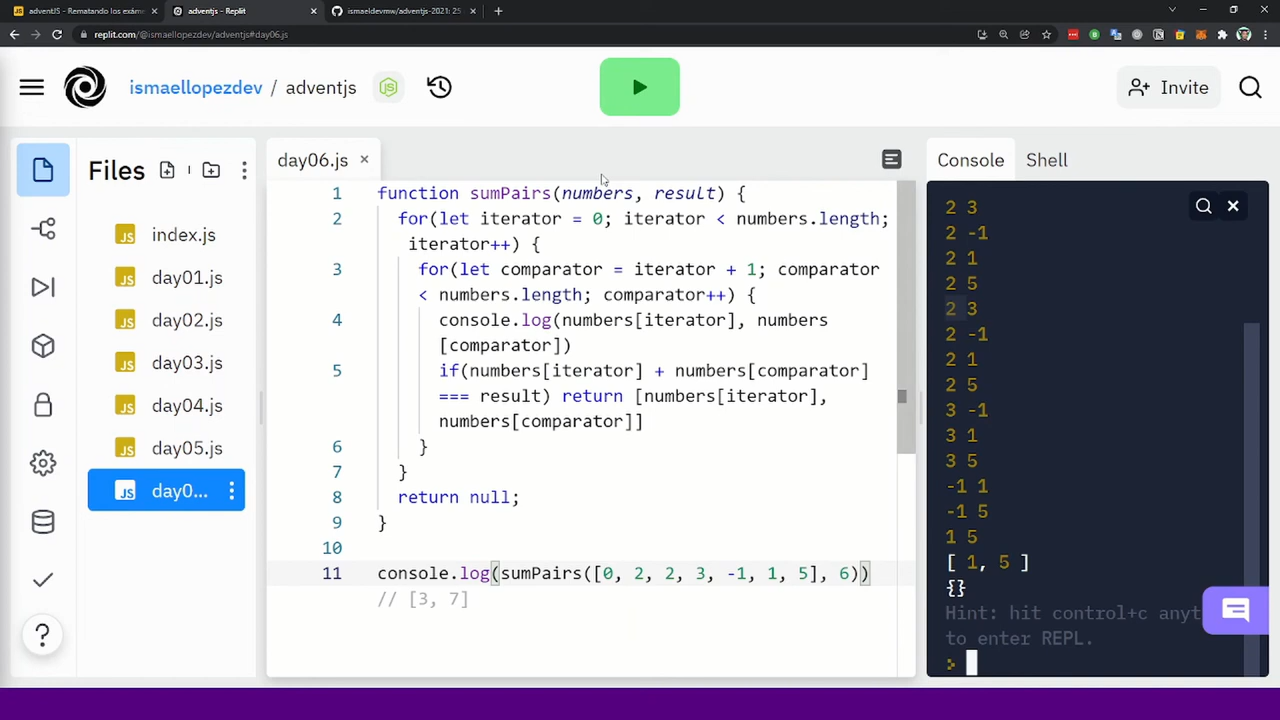 adventJS - Rematando los exám
adventjs - Replit
ismaeldevmw/adventjs-2021: 25
replit.com/@ismaellopezdev/adventjs#day06.js
ismaellopezdev / adventjs
Invite
Files
day06.js
Console
Shell
index.js
day01.js
day02.js
day03.js
day04.js
day05.js
day0...
1 function sumPairs(numbers, result) {
2 for(let iterator = 0; iterator < numbers.length;
iterator++) {
3 for(let comparator = iterator + 1; comparator
< numbers.length; comparator++) {
4 console.log(numbers[iterator], numbers
[comparator])
5 if(numbers[iterator] + numbers[comparator]
=== result) return [numbers[iterator],
numbers[comparator]]
6 }
7 }
8 return null;
9 }
10
11 console.log(sumPairs([0, 2, 2, 3, -1, 1, 5], 6))
// [3, 7]
2 3
2 -1
2 1
2 5
2 3
2 -1
2 1
2 5
3 -1
3 1
3 5
-1 1
-1 5
1 5
[ 1, 5 ]
{}
Hint: hit control+c anyt
to enter REPL.
>